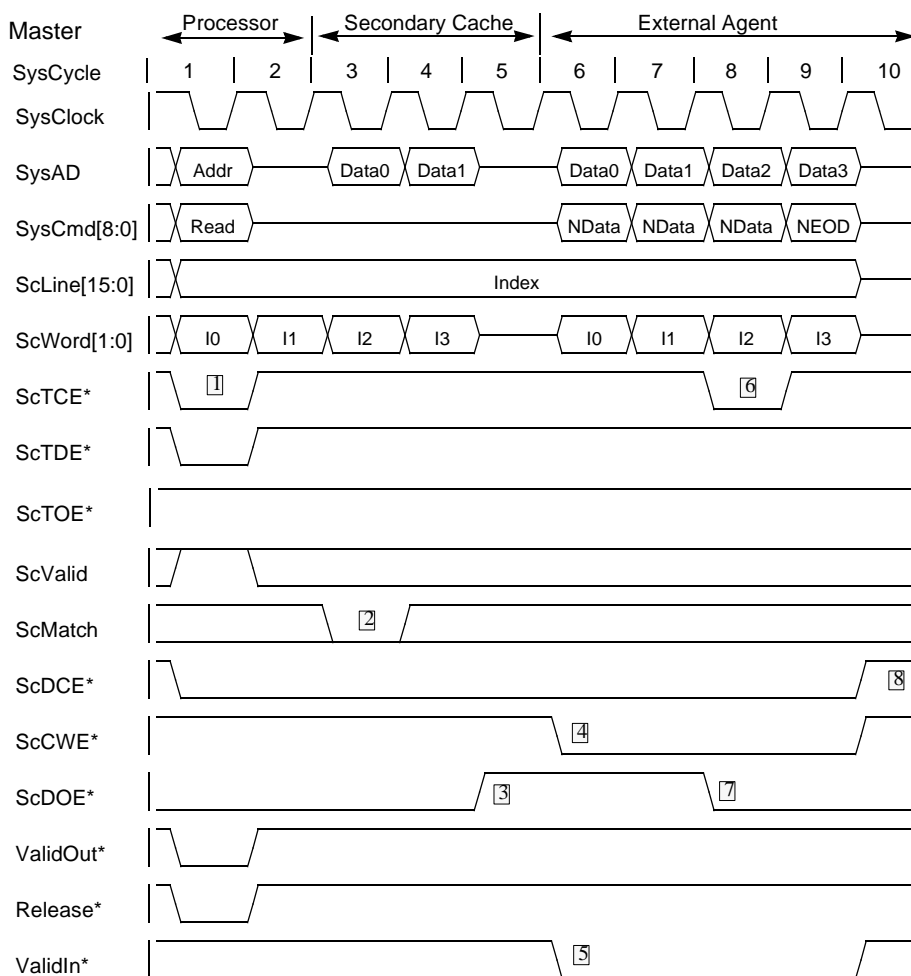 Master Processor Secondary Cache External Agent
SysCycle 1 2 3 4 5 6 7 8 9 10
SysClock
SysAD Addr Data0 Data1 Data0 Data1 Data2 Data3
SysCmd[8:0] Read NData NData NData NEOD
ScLine[15:0] Index
ScWord[1:0] I0 I1 I2 I3 I0 I1 I2 I3
ScTCE* 1 6
ScTDE*
ScTOE*
ScValid
ScMatch 2
ScDCE* 8
ScCWE* 4
ScDOE* 3 7
ValidOut*
Release*
ValidIn* 5